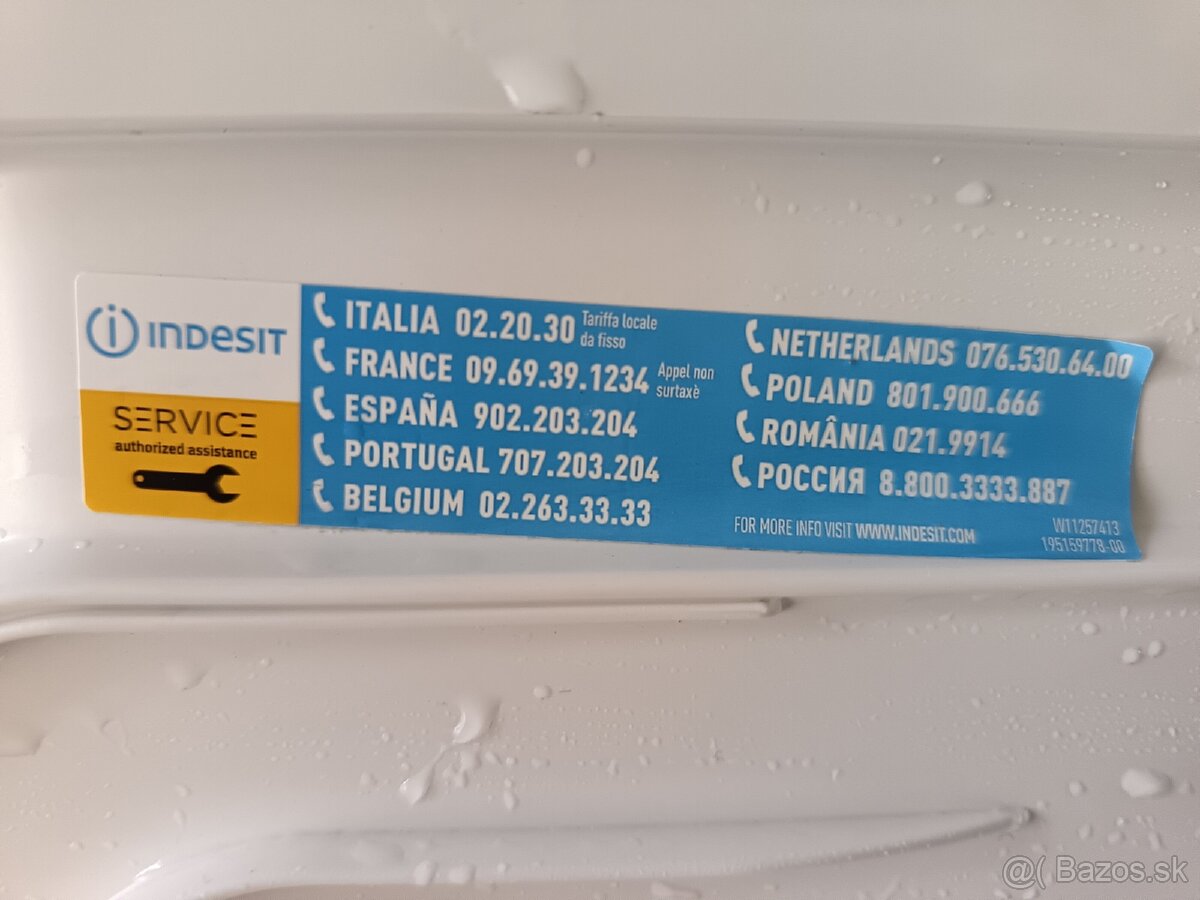 INDESIT
SERVICE
authorized assistance
ITALIA 02.20.30 Tariffa locale
da fisso
FRANCE 09.69.39.1234 Appel non
surtaxè
ESPAÑA 902.203.204
PORTUGAL 707.203.204
BELGIUM 02.263.33.33
NETHERLANDS 076.530.64.00
POLAND 801.900.666
ROMÂNIA 021.9914
РОССИЯ 8.800.3333.887
FOR MORE INFO VISIT WWW.INDESIT.COM
W11257413
195159778-00
@( Bazos.sk